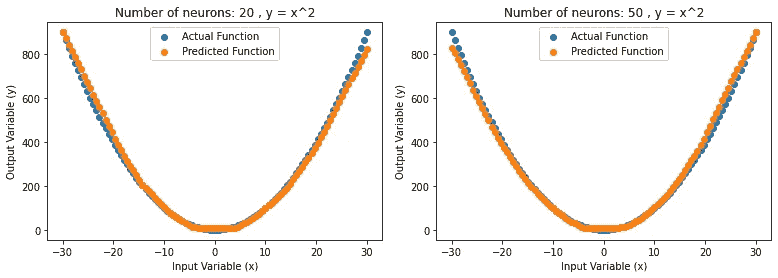 Number of neurons: 20 , y = x^2
Actual Function
Predicted Function
Output Variable (y)
800
600
400
200
0
−30
−20
−10
0
10
20
30
Input Variable (x)
Number of neurons: 50 , y = x^2
Actual Function
Predicted Function
Output Variable (y)
800
600
400
200
0
−30
−20
−10
0
10
20
30
Input Variable (x)